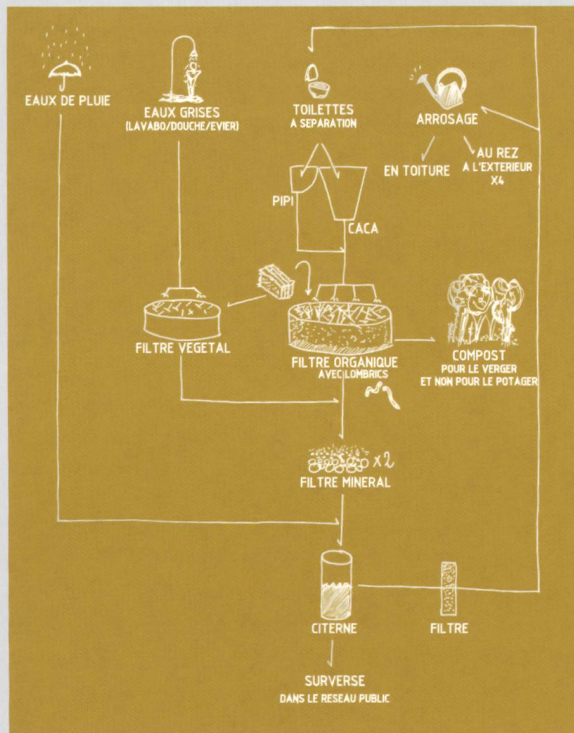 EAUX DE PLUIE
EAUX GRISES
(LAVABO/DOUCHE/EVIER)
TOILETTES
A SEPARATION
ARROSAGE
EN TOITURE
AU REZ
A L'EXTERIEUR
X4
PIPI
CACA
FILTRE VEGETAL
FILTRE ORGANIQUE
AVEC LOMBRICS
COMPOST
POUR LE VERGER
ET NON POUR LE POTAGER
X2
FILTRE MINERAL
CITERNE
FILTRE
SURVERSE
DANS LE RESEAU PUBLIC